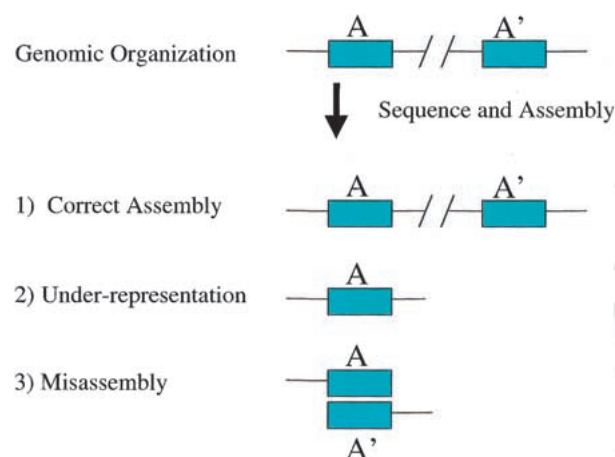 A A’
Genomic Organization
Sequence and Assembly
A A’
1) Correct Assembly
A
2) Under-representation
A
3) Misassembly
A’